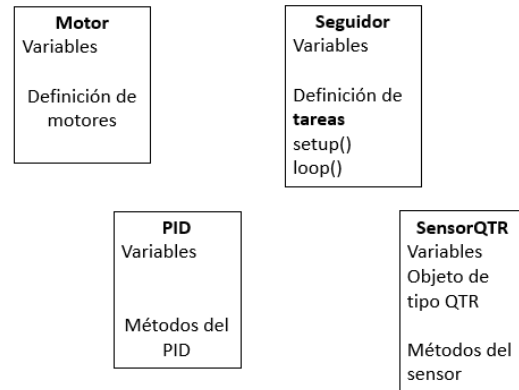 Motor
Variables
Definición de
motores
Seguidor
Variables
Definición de
tareas
setup()
loop()
PID
Variables
Métodos del
PID
SensorQTR
Variables
Objeto de
tipo QTR
Métodos del
sensor